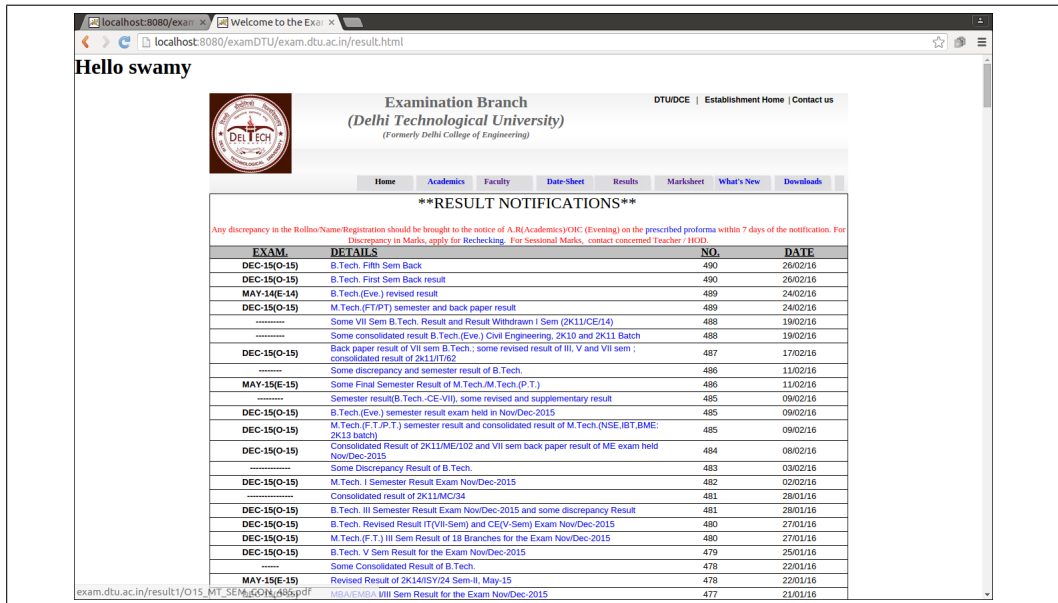 localhost:8080/exam
Welcome to the Exa
localhost:8080/examDTU/exam.dtu.ac.in/result.html
Hello swamy
DELTECH
Examination Branch
(Delhi Technological University)
(Formerly Delhi College of Engineering)
DTU/DCE | Establishment Home | Contact us
Home Academics Faculty Date-Sheet Results Marksheet What's New Downloads
**RESULT NOTIFICATIONS**
Any discrepancy in the Rollno/Name/Registration should be brought to the notice of A.R(Academics)/OIC (Evening) on the prescribed proforma within 7 days of the notification. For
Discrepancy in Marks, apply for Rechecking. For Sessional Marks, contact concerned Teacher / HOD.
EXAM. DETAILS NO. DATE
DEC-15(O-15) B.Tech. Fifth Sem Back 490 26/02/16
DEC-15(O-15) B.Tech. First Sem Back result 490 26/02/16
MAY-14(E-14) B.Tech.(Eve.) revised result 489 24/02/16
DEC-15(O-15) M.Tech.(FT/PT) semester and back paper result 489 24/02/16
---------- Some VII Sem B.Tech. Result and Result Withdrawn I Sem (2K11/CE/14) 488 19/02/16
---------- Some consolidated result B.Tech.(Eve.) Civil Engineering, 2K10 and 2K11 Batch 488 19/02/16
DEC-15(O-15) Back paper result of VII sem B.Tech.; some revised result of III, V and VII sem ; 487 17/02/16
consolidated result of 2k11/IT/62
-------- Some discrepancy and semester result of B.Tech. 486 11/02/16
MAY-15(E-15) Some Final Semester Result of M.Tech./M.Tech.(P.T.) 486 11/02/16
--------- Semester result(B.Tech.-CE-VII), some revised and supplementary result 485 09/02/16
DEC-15(O-15) B.Tech.(Eve.) semester result exam held in Nov/Dec-2015 485 09/02/16
DEC-15(O-15) M.Tech.(F.T./P.T.) semester result and consolidated result of M.Tech.(NSE,IBT,BME: 485 09/02/16
2K13 batch)
DEC-15(O-15) Consolidated Result of 2K11/ME/102 and VII sem back paper result of ME exam held 484 08/02/16
Nov/Dec-2015
-------------- Some Discrepancy Result of B.Tech. 483 03/02/16
DEC-15(O-15) M.Tech. I Semester Result Exam Nov/Dec-2015 482 02/02/16
---------------- Consolidated result of 2K11/MC/34 481 28/01/16
DEC-15(O-15) B.Tech. III Semester Result Exam Nov/Dec-2015 and some discrepancy Result 481 28/01/16
DEC-15(O-15) B.Tech. Revised Result IT(VII-Sem) and CE(V-Sem) Exam Nov/Dec-2015 480 27/01/16
DEC-15(O-15) M.Tech.(F.T.) III Sem Result of 18 Branches for the Exam Nov/Dec-2015 480 27/01/16
DEC-15(O-15) B.Tech. V Sem Result for the Exam Nov/Dec-2015 479 25/01/16
------ Some Consolidated Result of B.Tech. 478 22/01/16
MAY-15(E-15) Revised Result of 2K14/ISY/24 Sem-II, May-15 478 22/01/16
DEC-15(O-15) MBA/EMBA I/III Sem Result for the Exam Nov/Dec-2015 477 21/01/16
exam.dtu.ac.in/result1/O15_MT_SEM_CON_485.pdf